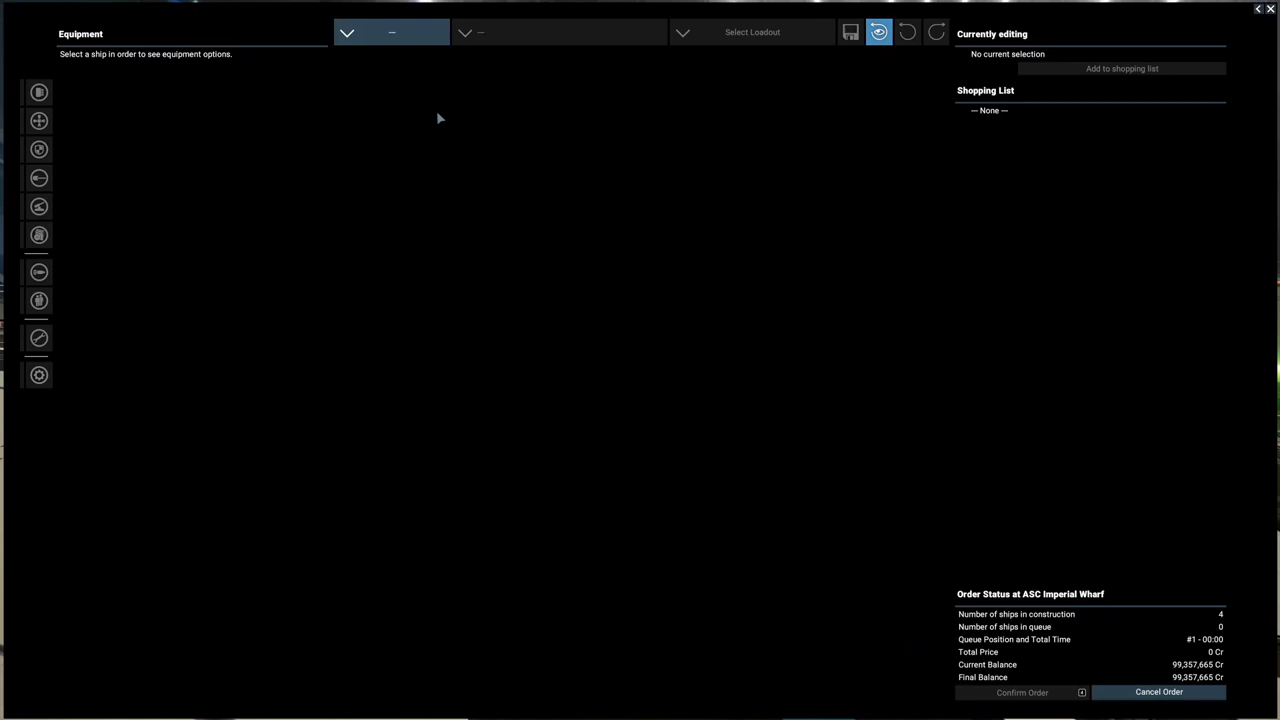 Equipment
Select a ship in order to see equipment options.
—
—
Select Loadout
Currently editing
No current selection
Add to shopping list
Shopping List
— None —
Order Status at ASC Imperial Wharf
Number of ships in construction 4
Number of ships in queue 0
Queue Position and Total Time #1 - 00:00
Total Price 0 Cr
Current Balance 99,357,665 Cr
Final Balance 99,357,665 Cr
Confirm Order
Cancel Order